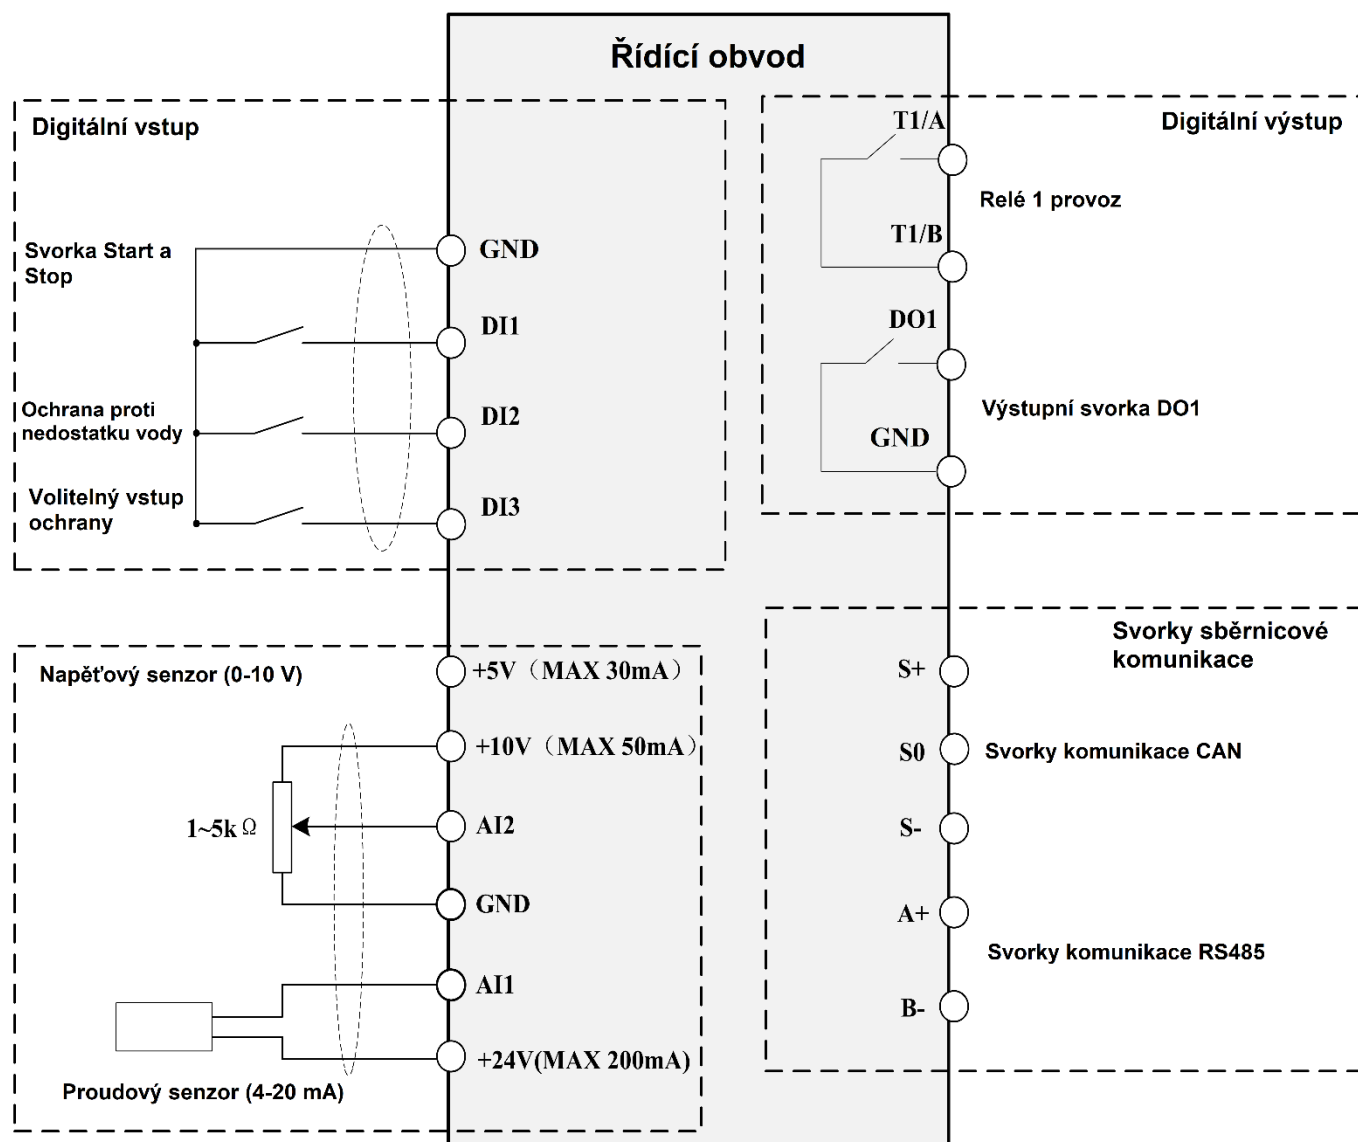 Řídící obvod
Digitální vstup
Svorka Start a
Stop
GND
DI1
Ochrana proti
nedostatku vody
DI2
Volitelný vstup
ochrany
DI3
Digitální výstup
T1/A
Relé 1 provoz
T1/B
DO1
Výstupní svorka DO1
GND
Napěťový senzor (0-10 V)
+5V（MAX 30mA）
+10V（MAX 50mA）
1~5k Ω
AI2
GND
AI1
+24V(MAX 200mA)
Proudový senzor (4-20 mA)
Svorky sběrnicové
komunikace
S+
S0
Svorky komunikace CAN
S-
A+
Svorky komunikace RS485
B-